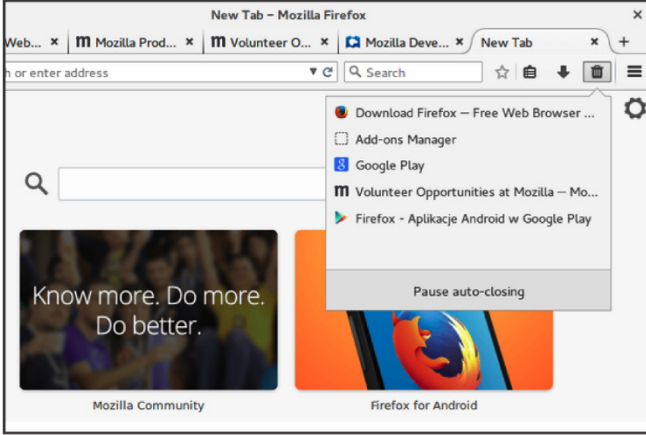 New Tab – Mozilla Firefox
Web...
m Mozilla Prod...
m Volunteer O...
Mozilla Deve...
New Tab
h or enter address
Search
Download Firefox — Free Web Browser ...
Add-ons Manager
8 Google Play
m Volunteer Opportunities at Mozilla — Mo...
Firefox - Aplikacje Android w Google Play
Pause auto-closing
Know more. Do more.
Do better.
Mozilla Community
Firefox for Android